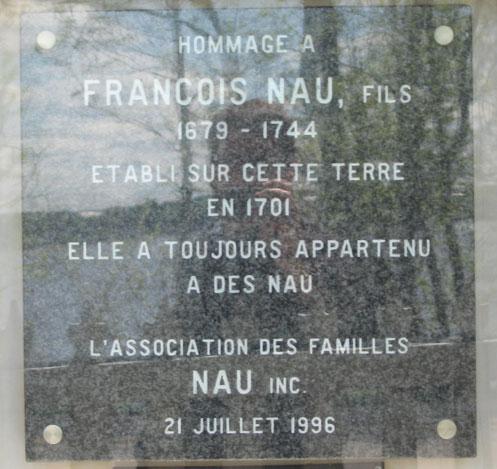 HOMMAGE A
FRANCOIS NAU, FILS
1679 - 1744
ETABLI SUR CETTE TERRE
EN 1701
ELLE A TOUJOURS APPARTENU
A DES NAU
L'ASSOCIATION DES FAMILLES
NAU INC.
21 JUILLET 1996